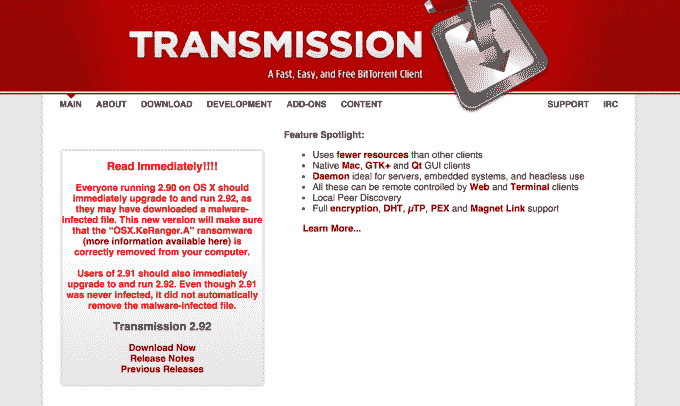 TRANSMISSION
A Fast, Easy, and Free BitTorrent Client
MAIN ABOUT DOWNLOAD DEVELOPMENT ADD-ONS CONTENT SUPPORT IRC
Read Immediately!!!!
Everyone running 2.90 on OS X should
immediately upgrade to and run 2.92, as
they may have downloaded a malware-
infected file. This new version will make sure
that the “OSX.KeRanger.A” ransomware
(more information available here) is
correctly removed from your computer.
Users of 2.91 should also immediately
upgrade to and run 2.92. Even though 2.91
was never infected, it did not automatically
remove the malware-infected file.
Transmission 2.92
Download Now
Release Notes
Previous Releases
Feature Spotlight:
Uses fewer resources than other clients
Native Mac, GTK+ and Qt GUI clients
Daemon ideal for servers, embedded systems, and headless use
All these can be remote controlled by Web and Terminal clients
Local Peer Discovery
Full encryption, DHT, µTP, PEX and Magnet Link support
Learn More...